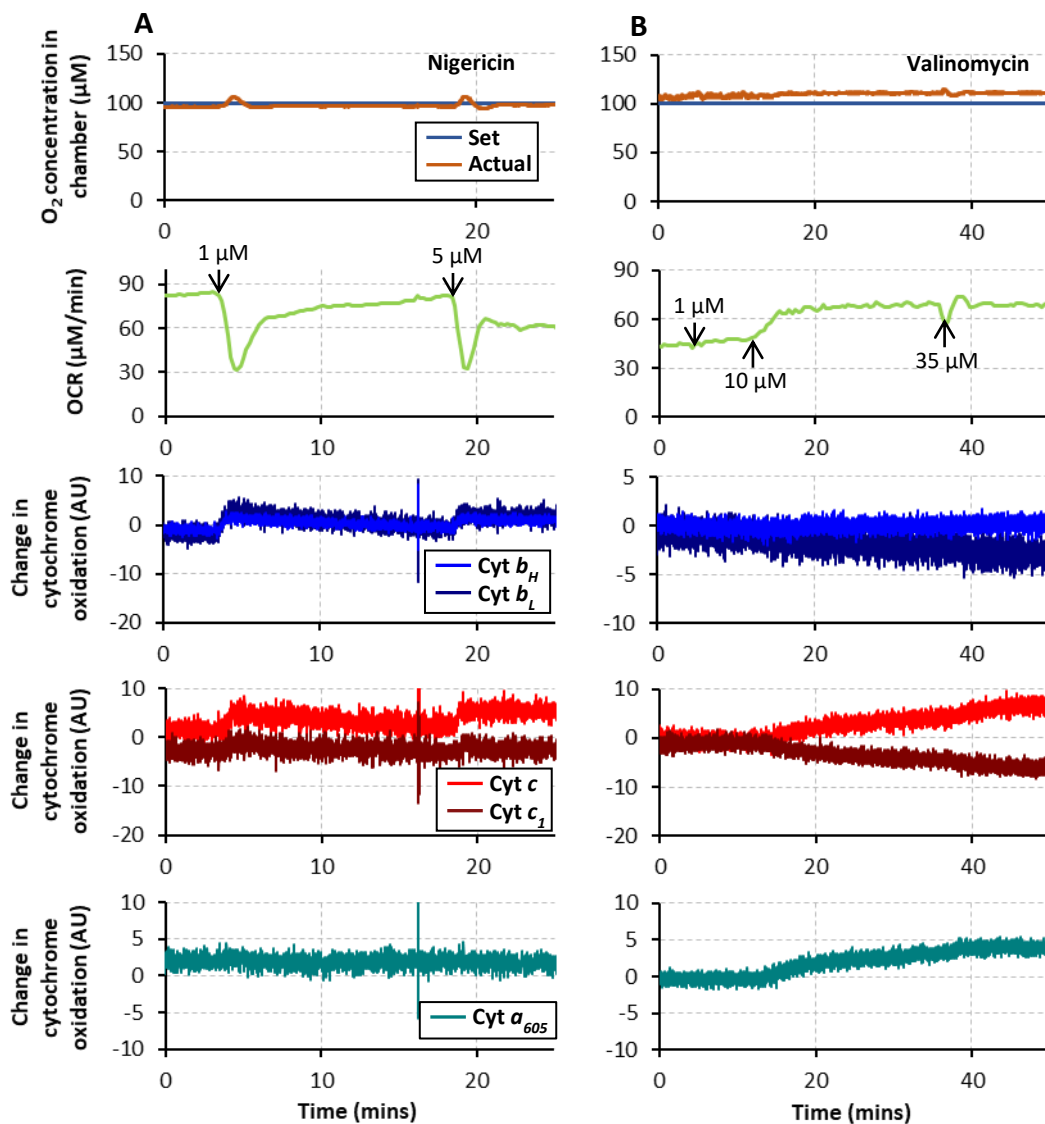 A
B
O2 concentration in
chamber (µM)
150
100
50
0
Nigericin
Set
Actual
0
20
150
100
50
0
Valinomycin
0
20
40
OCR (µM/min)
90
60
30
0
1 µM
5 µM
0
10
20
90
60
30
0
1 µM
10 µM
35 µM
0
20
40
Change in
cytochrome
oxidation (AU)
10
0
-10
-20
Cyt bH
Cyt bL
0
10
20
5
0
-5
-10
0
20
40
Change in
cytochrome
oxidation (AU)
10
0
-10
-20
Cyt c
Cyt c1
0
10
20
10
0
-10
-20
0
20
40
Change in
cytochrome
oxidation (AU)
10
5
0
-5
-10
Cyt a605
0
10
20
Time (mins)
10
5
0
-5
-10
0
20
40
Time (mins)